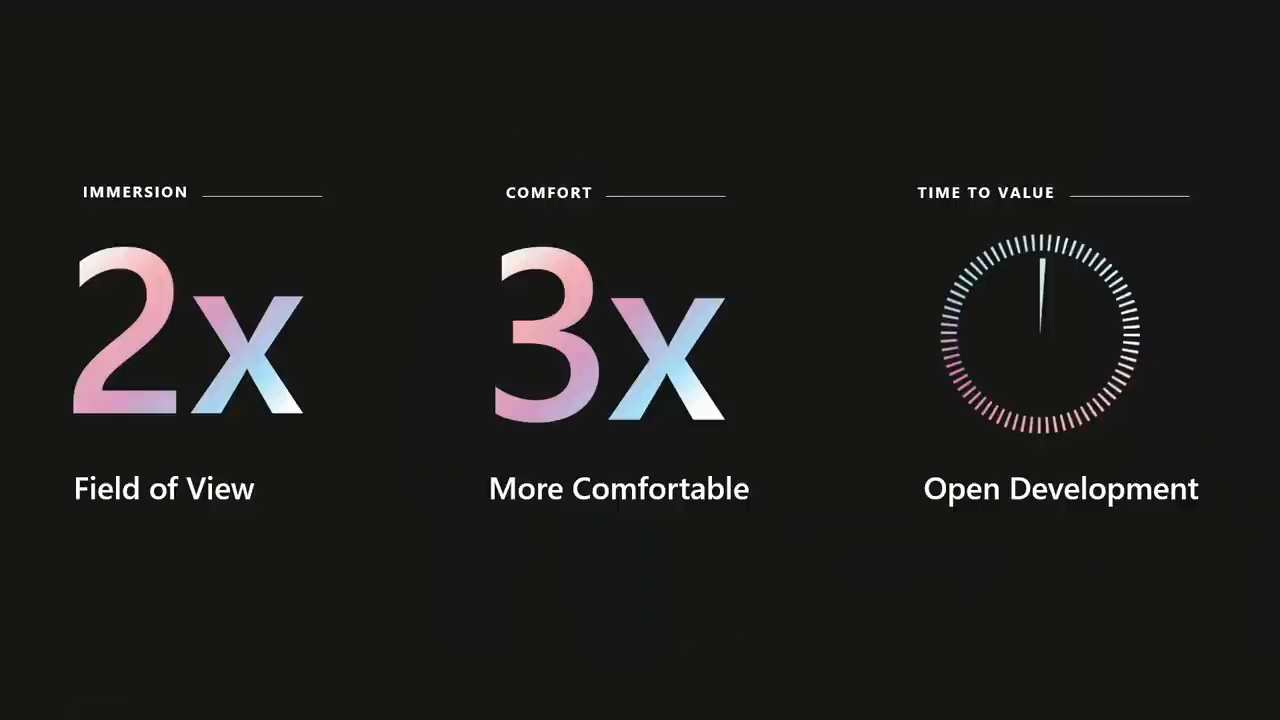 IMMERSION
2x
Field of View
COMFORT
3x
More Comfortable
TIME TO VALUE
Open Development